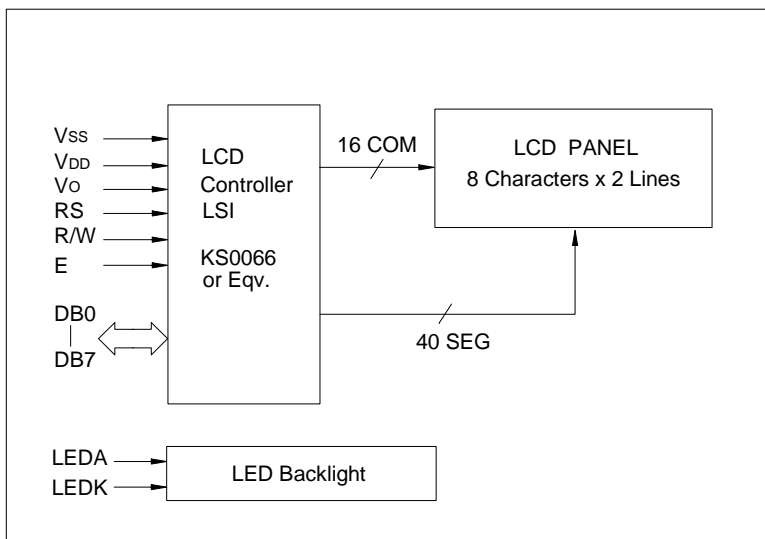 VSS
VDD
VO
RS
R/W
E
DB0
DB7
LCD
Controller
LSI
KS0066
or Eqv.
16 COM
40 SEG
LCD PANEL
8 Characters x 2 Lines
LEDA
LEDK
LED Backlight